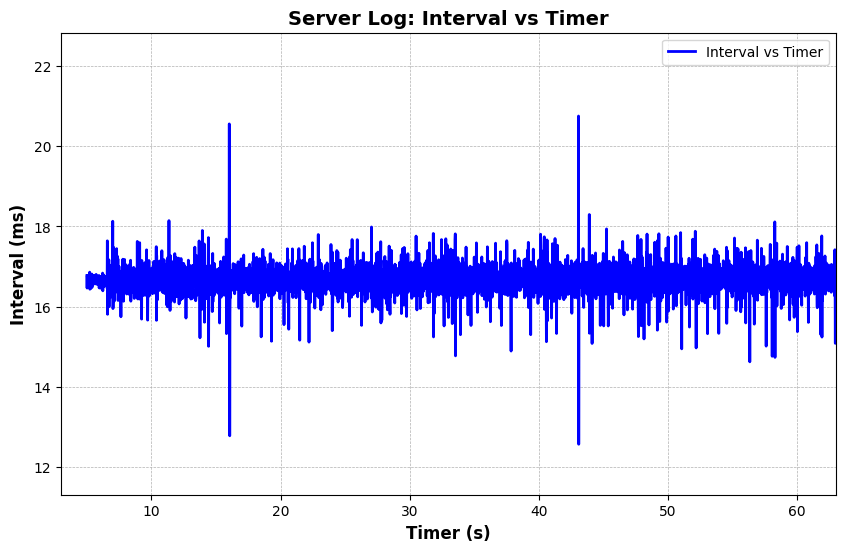 Server Log: Interval vs Timer
Interval vs Timer
Interval (ms)
22
20
18
16
14
12
10 20 30 40 50 60
Timer (s)